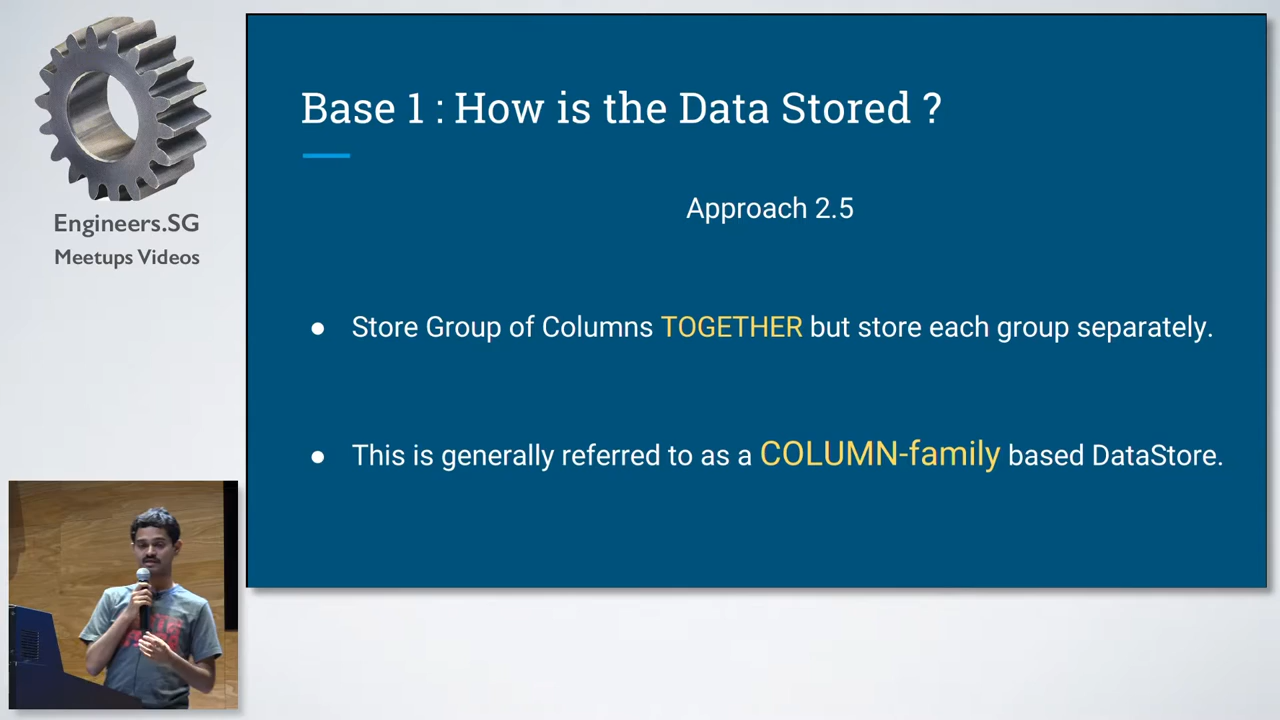 Engineers.SG
Meetups Videos
Base 1 : How is the Data Stored ?
Approach 2.5
● Store Group of Columns TOGETHER but store each group separately.
● This is generally referred to as a COLUMN-family based DataStore.